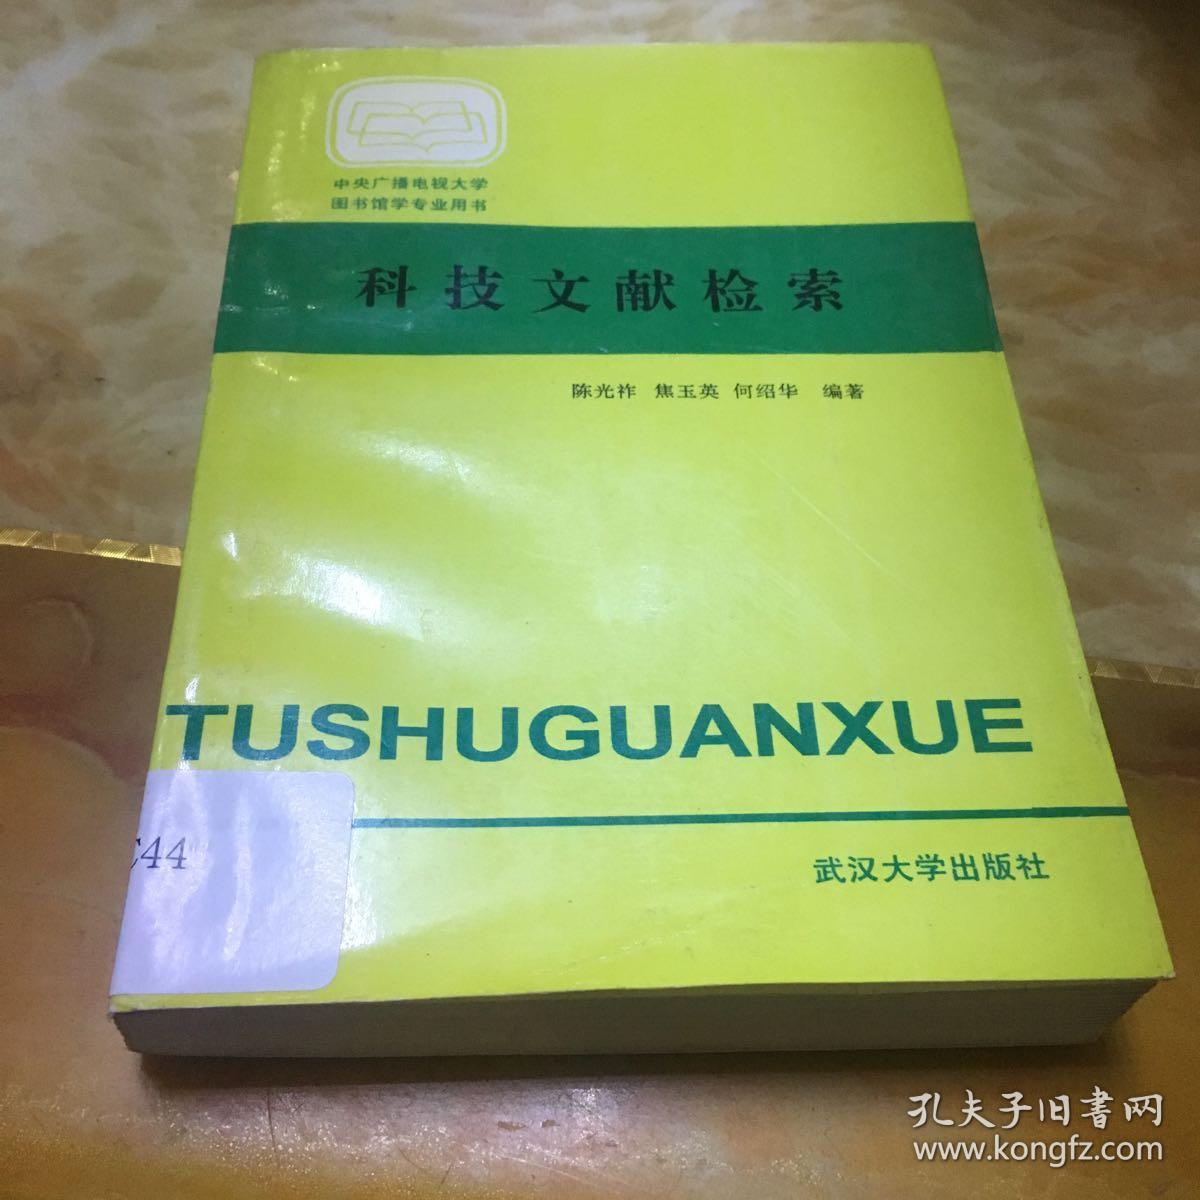 中央广播电视大学
图书馆学专业用书
科技文献检索
陈光祚 焦玉英 何绍华 编著
TUSHUGUANXUE
C44
武汉大学出版社
孔夫子旧書网
www.kongfz.com